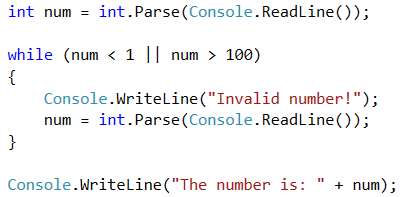 int num = int.Parse(Console.ReadLine());

while (num < 1 || num > 100)
{
    Console.WriteLine("Invalid number!");
    num = int.Parse(Console.ReadLine());
}

Console.WriteLine("The number is: " + num);